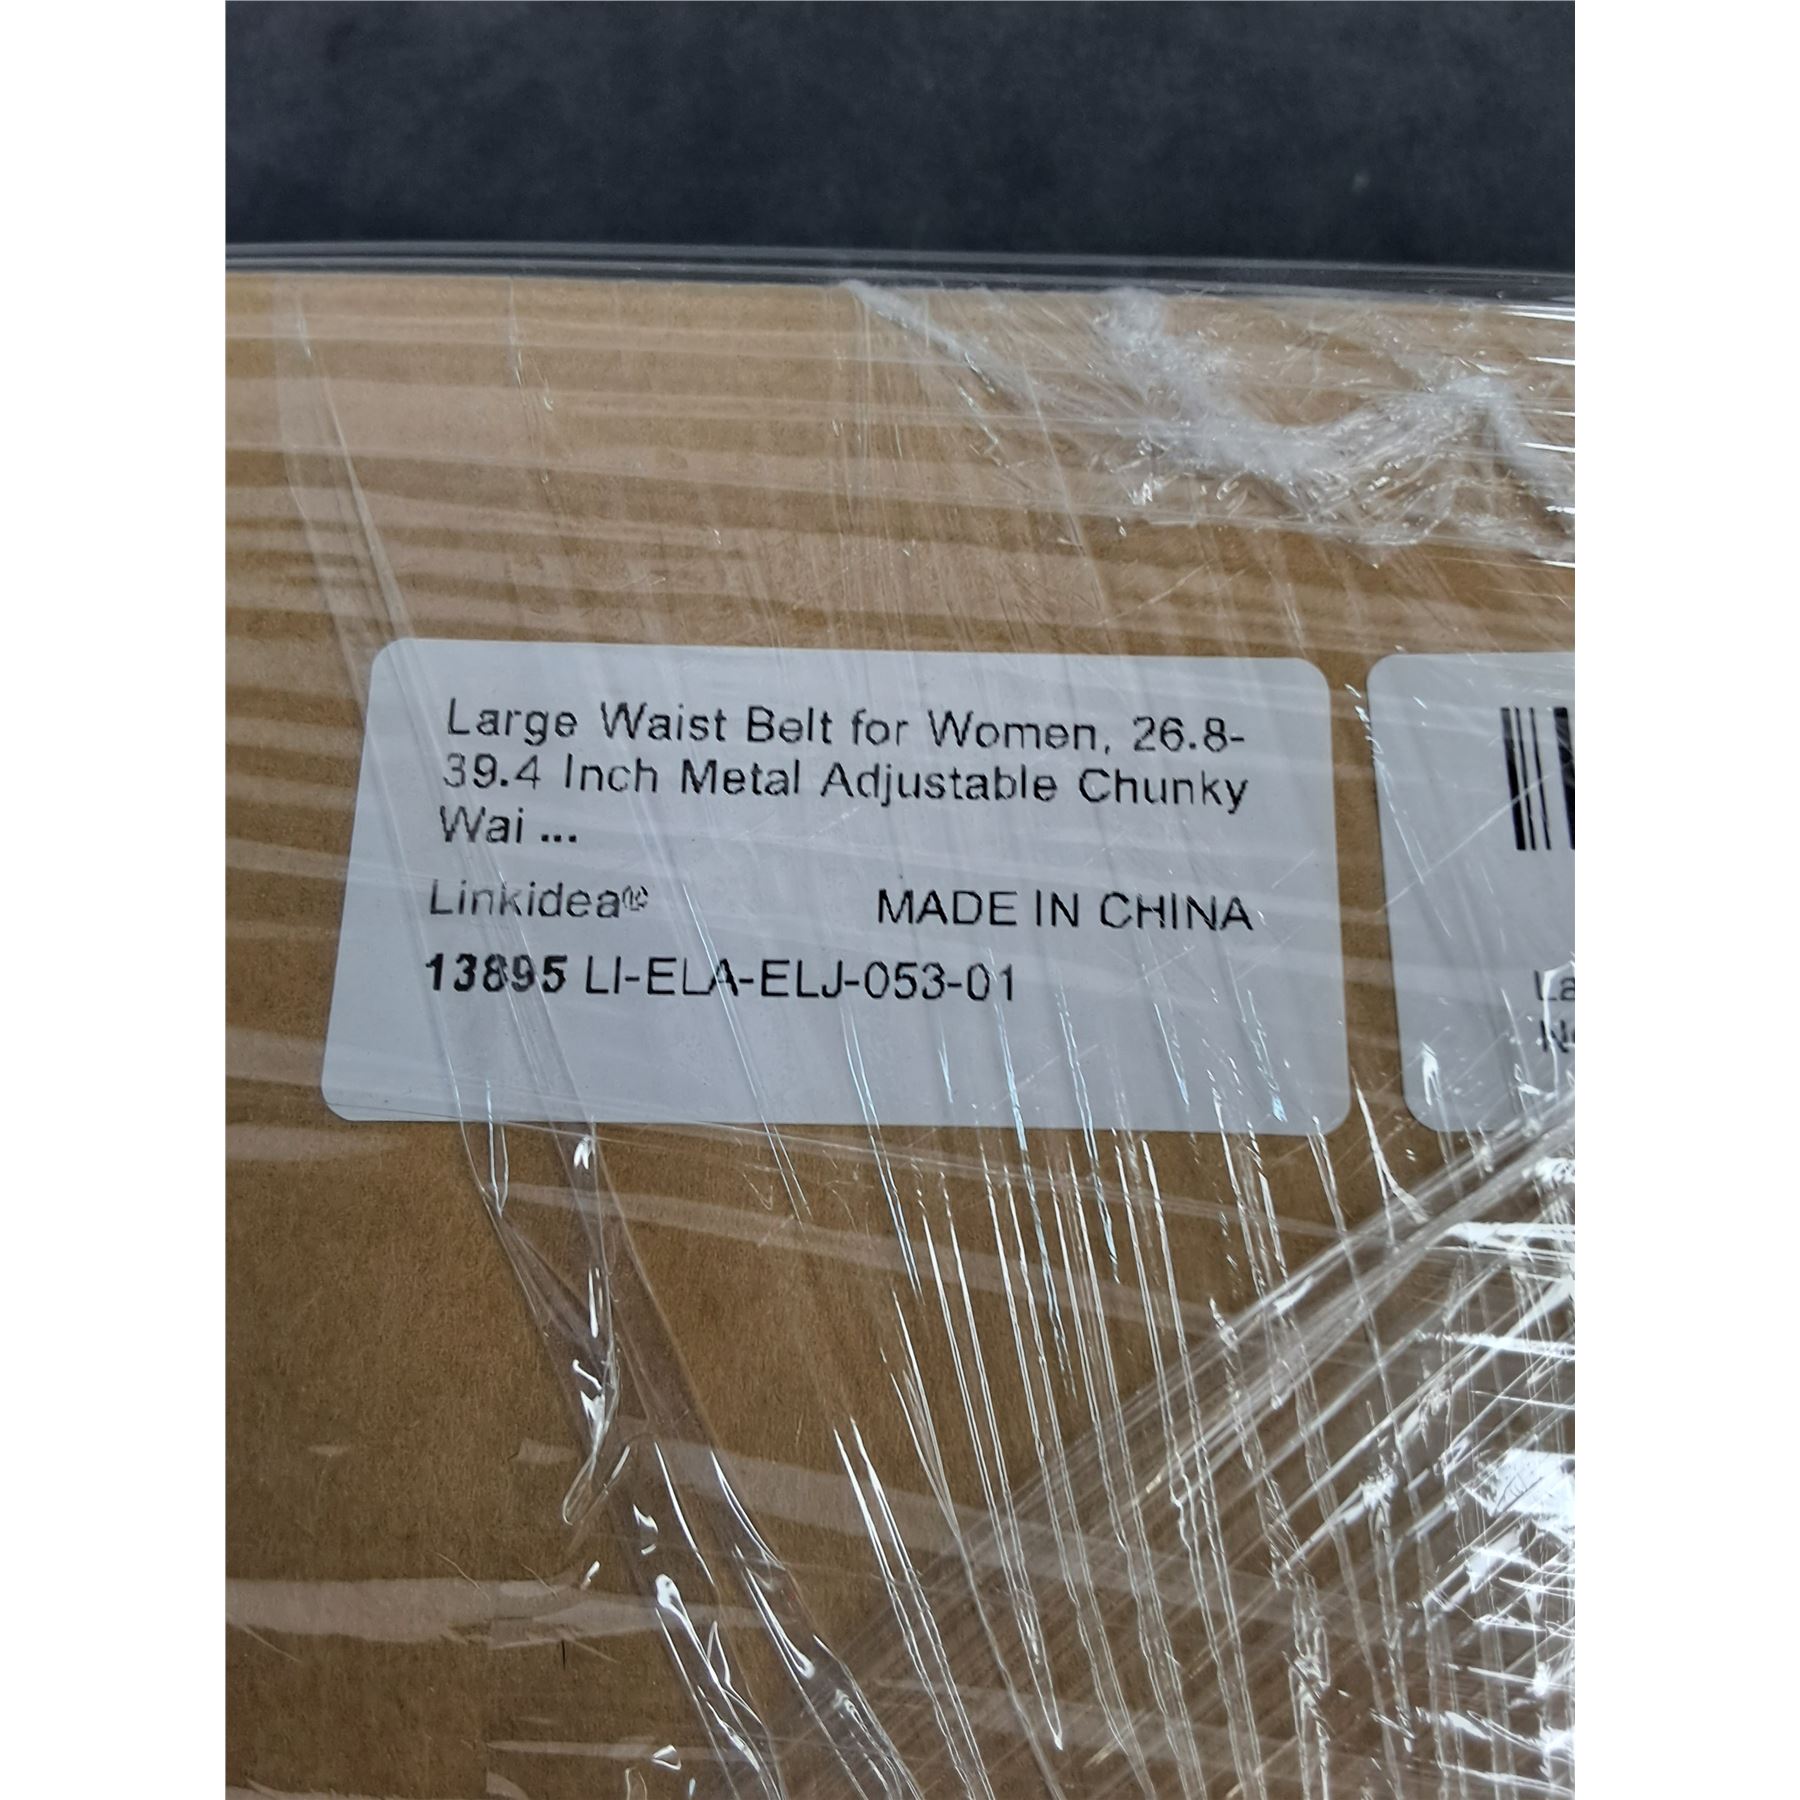 Large Waist Belt for Women, 26.8-
39.4 Inch Metal Adjustable Chunky
Wai ...
Linkidea® MADE IN CHINA
13895 LI-ELA-ELJ-053-01
La